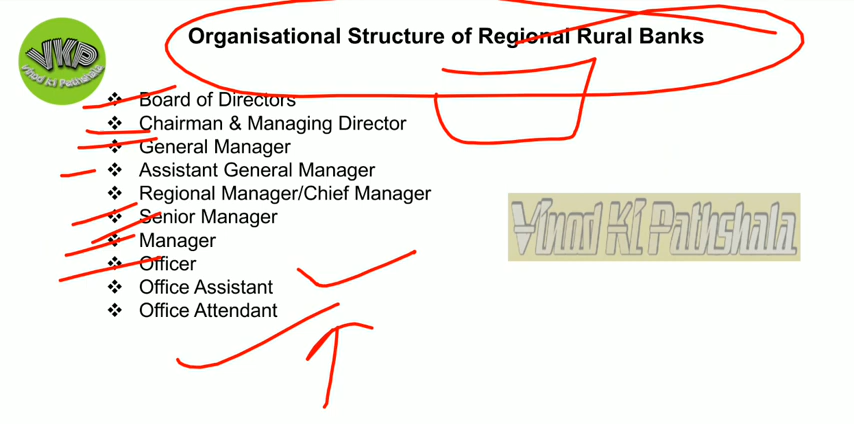 VKP
Vinod Ki Pathshala
Organisational Structure of Regional Rural Banks
Board of Directors
Chairman & Managing Director
General Manager
Assistant General Manager
Regional Manager/Chief Manager
Senior Manager
Manager
Officer
Office Assistant
Office Attendant
Vinod Ki Pathshala